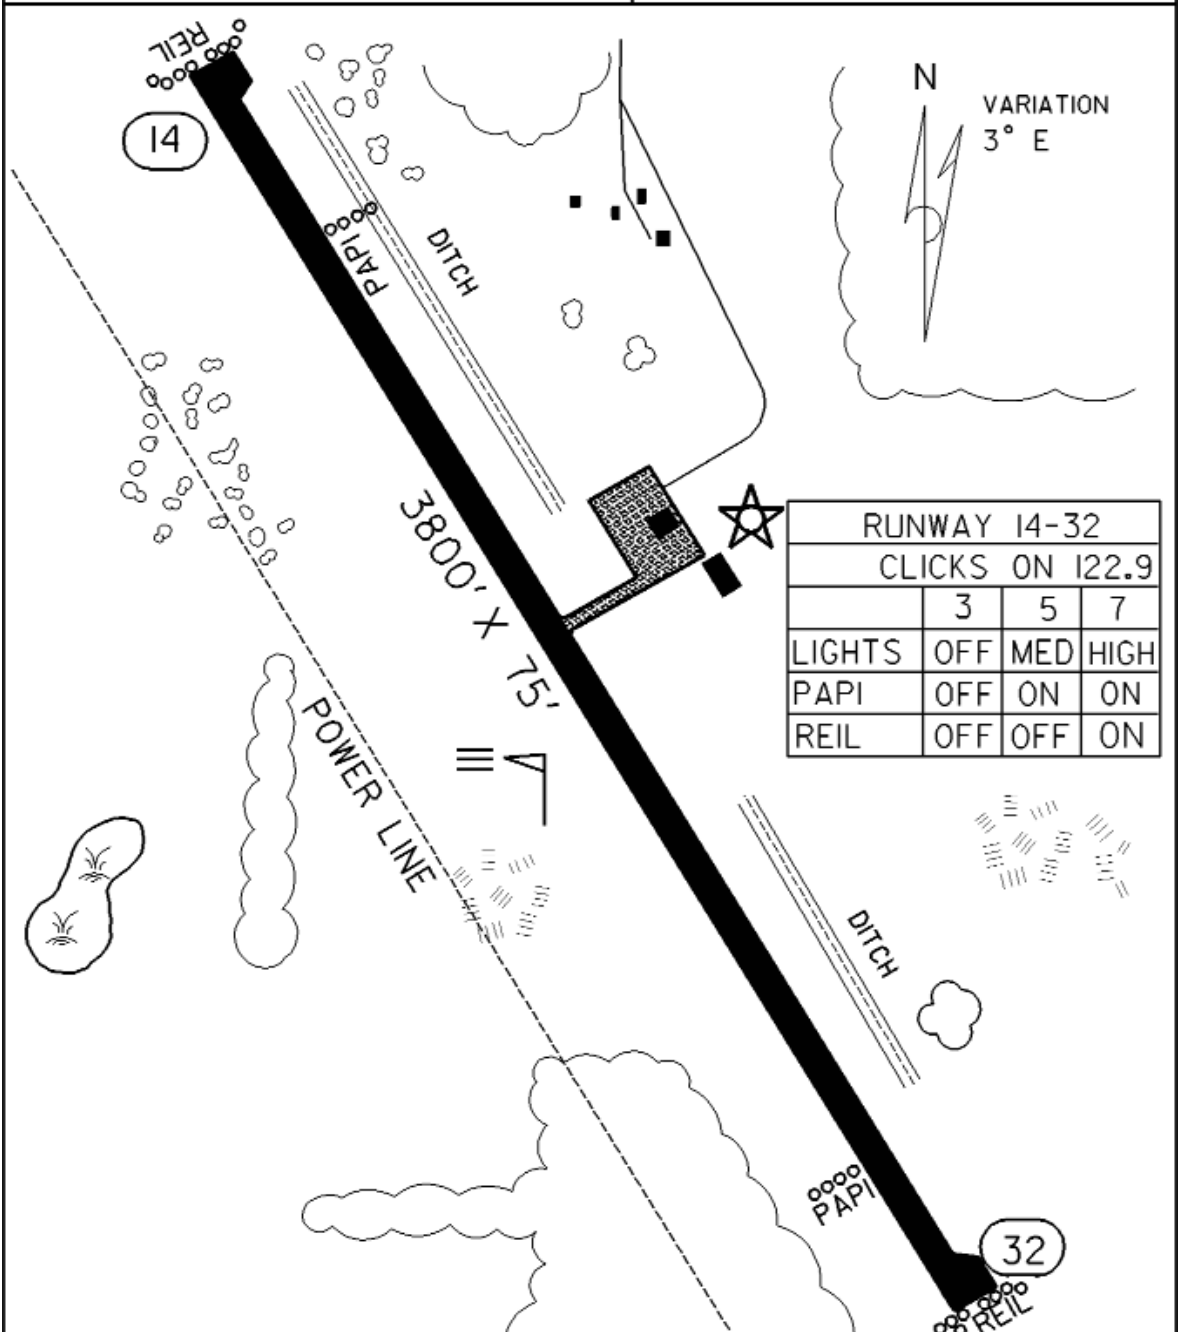 REIL
14
N
VARIATION
3° E
PAPI
DITCH
3800' X 75'
RUNWAY 14-32
CLICKS ON 122.9
3 5 7
LIGHTS OFF MED HIGH
PAPI OFF ON ON
REIL OFF OFF ON
POWER LINE
DITCH
PAPI
32
REIL